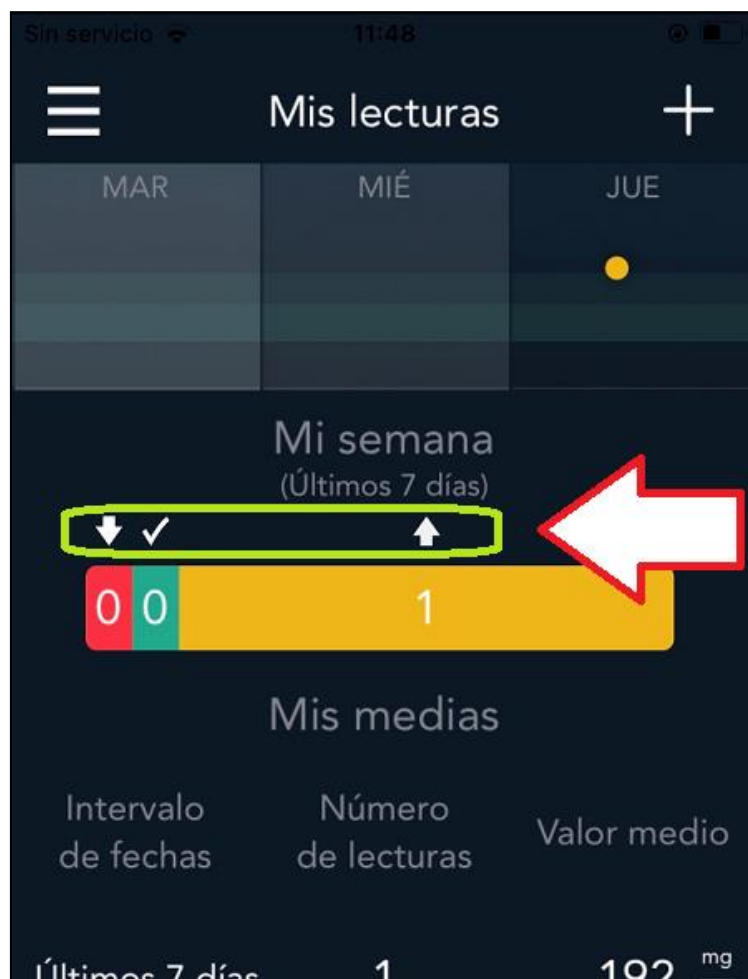 Sin servicio 11:48
Mis lecturas
MAR MIÉ JUE
Mi semana
(Últimos 7 días)
0 0 1
Mis medias
Intervalo de fechas
Número de lecturas
Valor medio
Últimos 7 días 1 192 mg